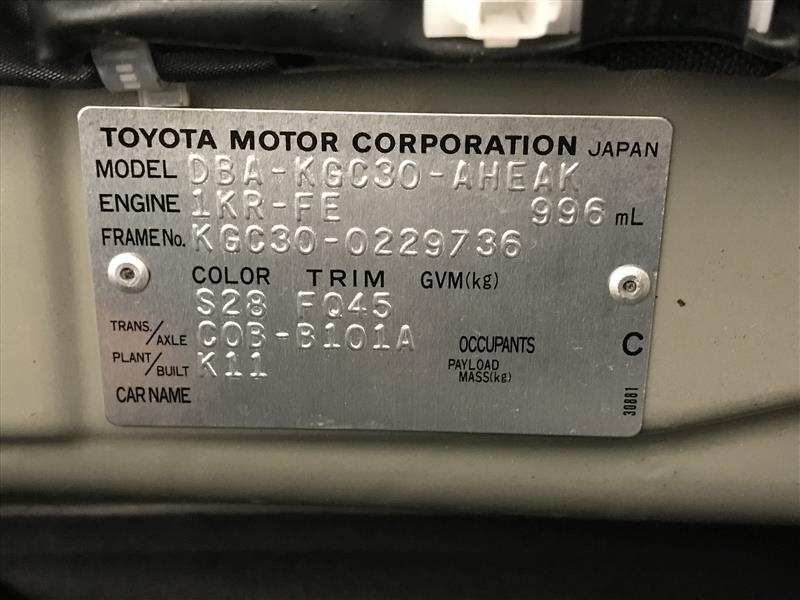 TOYOTA MOTOR CORPORATION JAPAN
MODEL DBA-KGC30-AHEAK
ENGINE 1KR-FE 996 mL
FRAME No. KGC30-0229736
COLOR TRIM GVM(kg)
S28 FQ45
TRANS./AXLE C0B-B101A OCCUPANTS C
PLANT/BUILT K11 PAYLOAD MASS(kg)
CAR NAME
30881